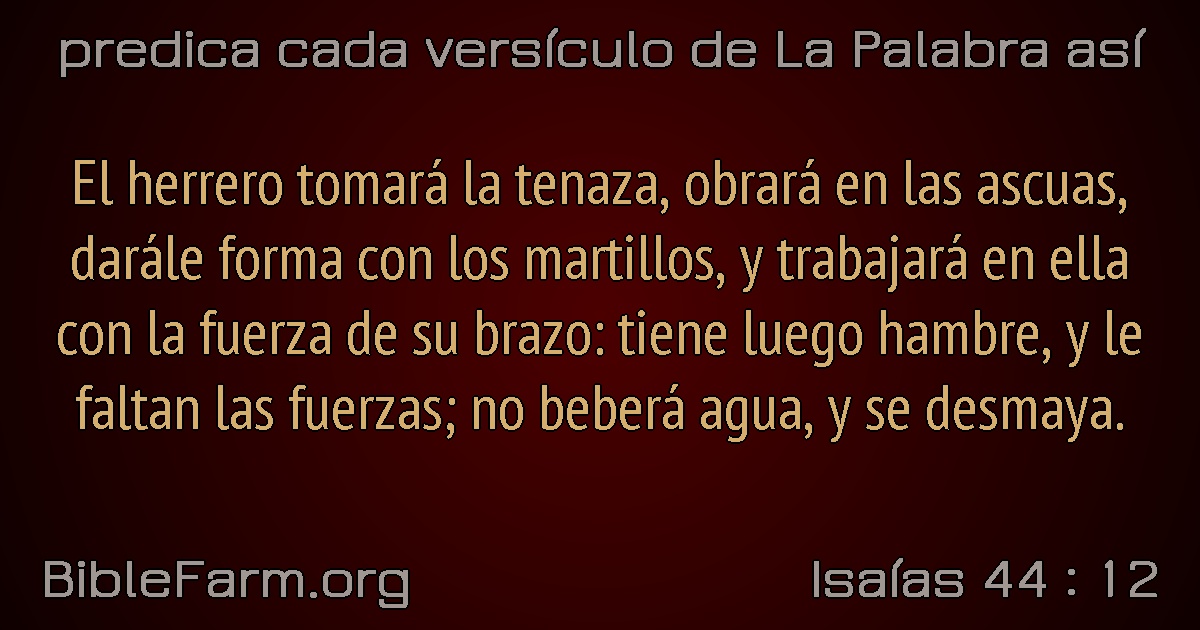 predica cada versículo de La Palabra así
El herrero tomará la tenaza, obrará en las ascuas,
darále forma con los martillos, y trabajará en ella
con la fuerza de su brazo: tiene luego hambre, y le
faltan las fuerzas; no beberá agua, y se desmaya.
BibleFarm.org
Isaías 44 : 12